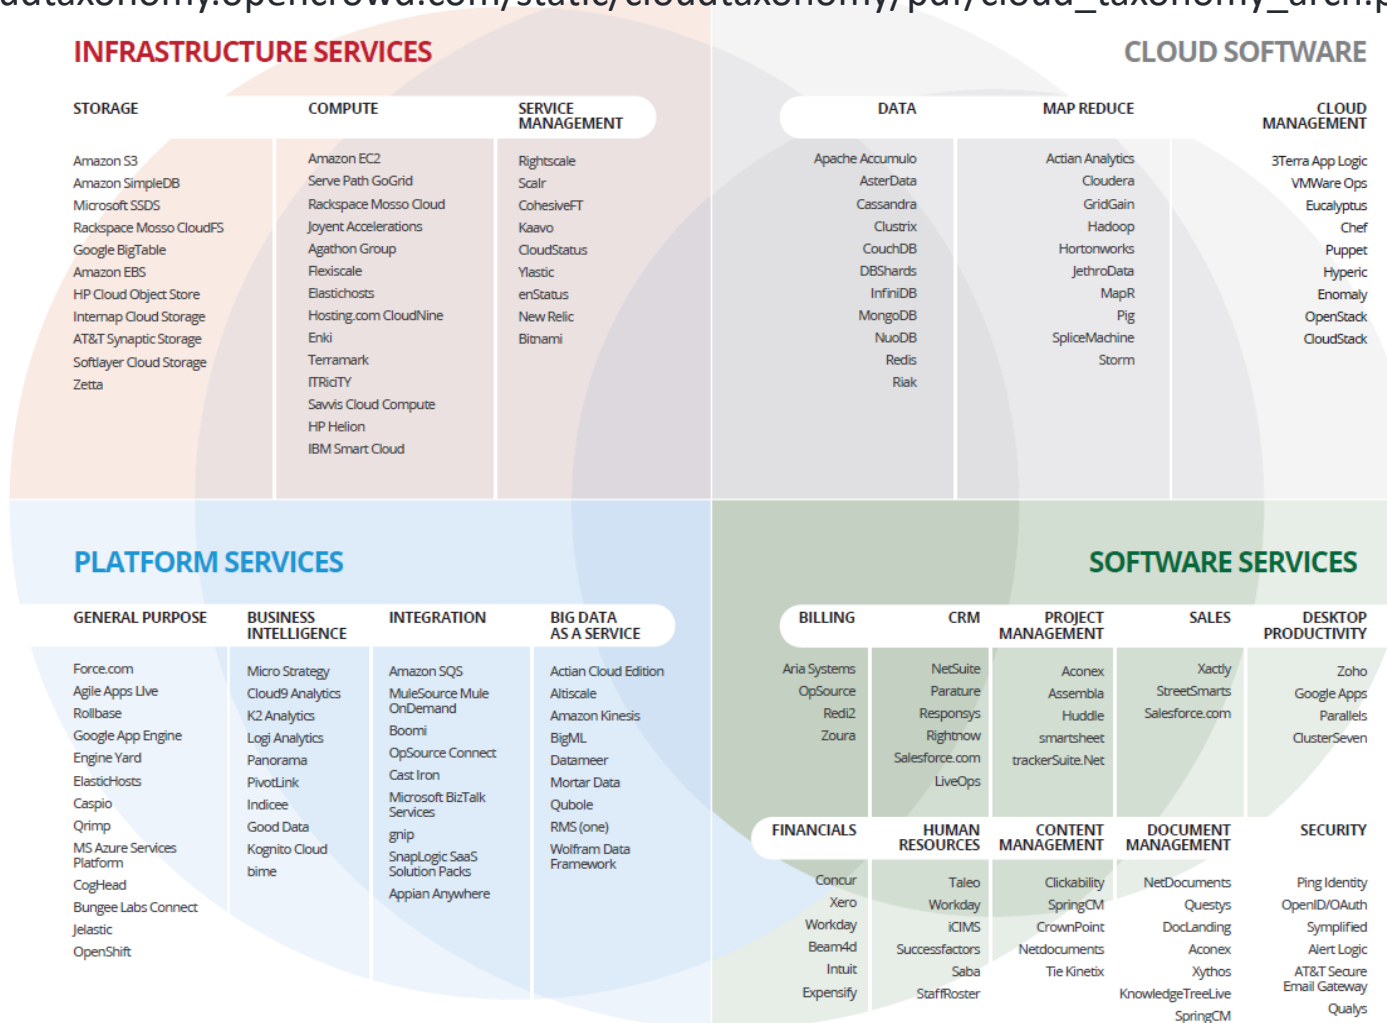 udtaxonomy.opencrowd.com/static/cloudtaxonomy/pdf/cloud_taxonomy_arch.p
INFRASTRUCTURE SERVICES
STORAGE
Amazon S3
Amazon SimpleDB
Microsoft SSDS
Rackspace Mosso CloudFS
Google BigTable
Amazon EBS
HP Cloud Object Store
Internap Cloud Storage
AT&T Synaptic Storage
Softlayer Cloud Storage
Zetta
COMPUTE
Amazon EC2
Serve Path GoGrid
Rackspace Mosso Cloud
Joyent Accelerations
Agathon Group
Flexiscale
Elastichosts
Hosting.com CloudNine
Enki
Terramark
ITRiciTY
Savvis Cloud Compute
HP Helion
IBM Smart Cloud
SERVICE
MANAGEMENT
Rightscale
Scalr
CohesiveFT
Kaavo
CloudStatus
Ylastic
enStatus
New Relic
Bitnami
CLOUD SOFTWARE
DATA
Apache Accumulo
AsterData
Cassandra
Clustrix
CouchDB
DBShards
InfiniDB
MongoDB
NuoDB
Redis
Riak
MAP REDUCE
Actian Analytics
Cloudera
GridGain
Hadoop
Hortonworks
JethroData
MapR
Pig
SpliceMachine
Storm
CLOUD
MANAGEMENT
3Terra App Logic
VMWare Ops
Eucalyptus
Chef
Puppet
Hyperic
Enomaly
OpenStack
CloudStack
PLATFORM SERVICES
GENERAL PURPOSE
Force.com
Agile Apps LIve
Rollbase
Google App Engine
Engine Yard
ElasticHosts
Caspio
Qrimp
MS Azure Services
Platform
CogHead
Bungee Labs Connect
Jelastic
OpenShift
BUSINESS
INTELLIGENCE
Micro Strategy
Cloud9 Analytics
K2 Analytics
Logi Analytics
Panorama
PivotLink
Indicee
Good Data
Kognito Cloud
bime
INTEGRATION
Amazon SQS
MuleSource Mule
OnDemand
Boomi
OpSource Connect
Cast Iron
Microsoft BizTalk
Services
gnip
SnapLogic SaaS
Solution Packs
Appian Anywhere
BIG DATA
AS A SERVICE
Actian Cloud Edition
Altiscale
Amazon Kinesis
BigML
Datameer
Mortar Data
Qubole
RMS (one)
Wolfram Data
Framework
SOFTWARE SERVICES
BILLING
Aria Systems
OpSource
Redi2
Zoura
CRM
NetSuite
Parature
Responsys
Rightnow
Salesforce.com
LiveOps
PROJECT
MANAGEMENT
Aconex
Assembla
Huddle
smartsheet
trackerSuite.Net
SALES
Xactly
StreetSmarts
Salesforce.com
DESKTOP
PRODUCTIVITY
Zoho
Google Apps
Parallels
ClusterSeven
FINANCIALS
Concur
Xero
Workday
Beam4d
Intuit
Expensify
HUMAN
RESOURCES
Taleo
Workday
iCIMS
Successfactors
Saba
StaffRoster
CONTENT
MANAGEMENT
Clickability
SpringCM
CrownPoint
Netdocuments
Tie Kinetix
DOCUMENT
MANAGEMENT
NetDocuments
Questys
DocLanding
Aconex
Xythos
KnowledgeTreeLive
SpringCM
SECURITY
Ping Identity
OpenID/OAuth
Symplified
Alert Logic
AT&T Secure
Email Gateway
Qualys